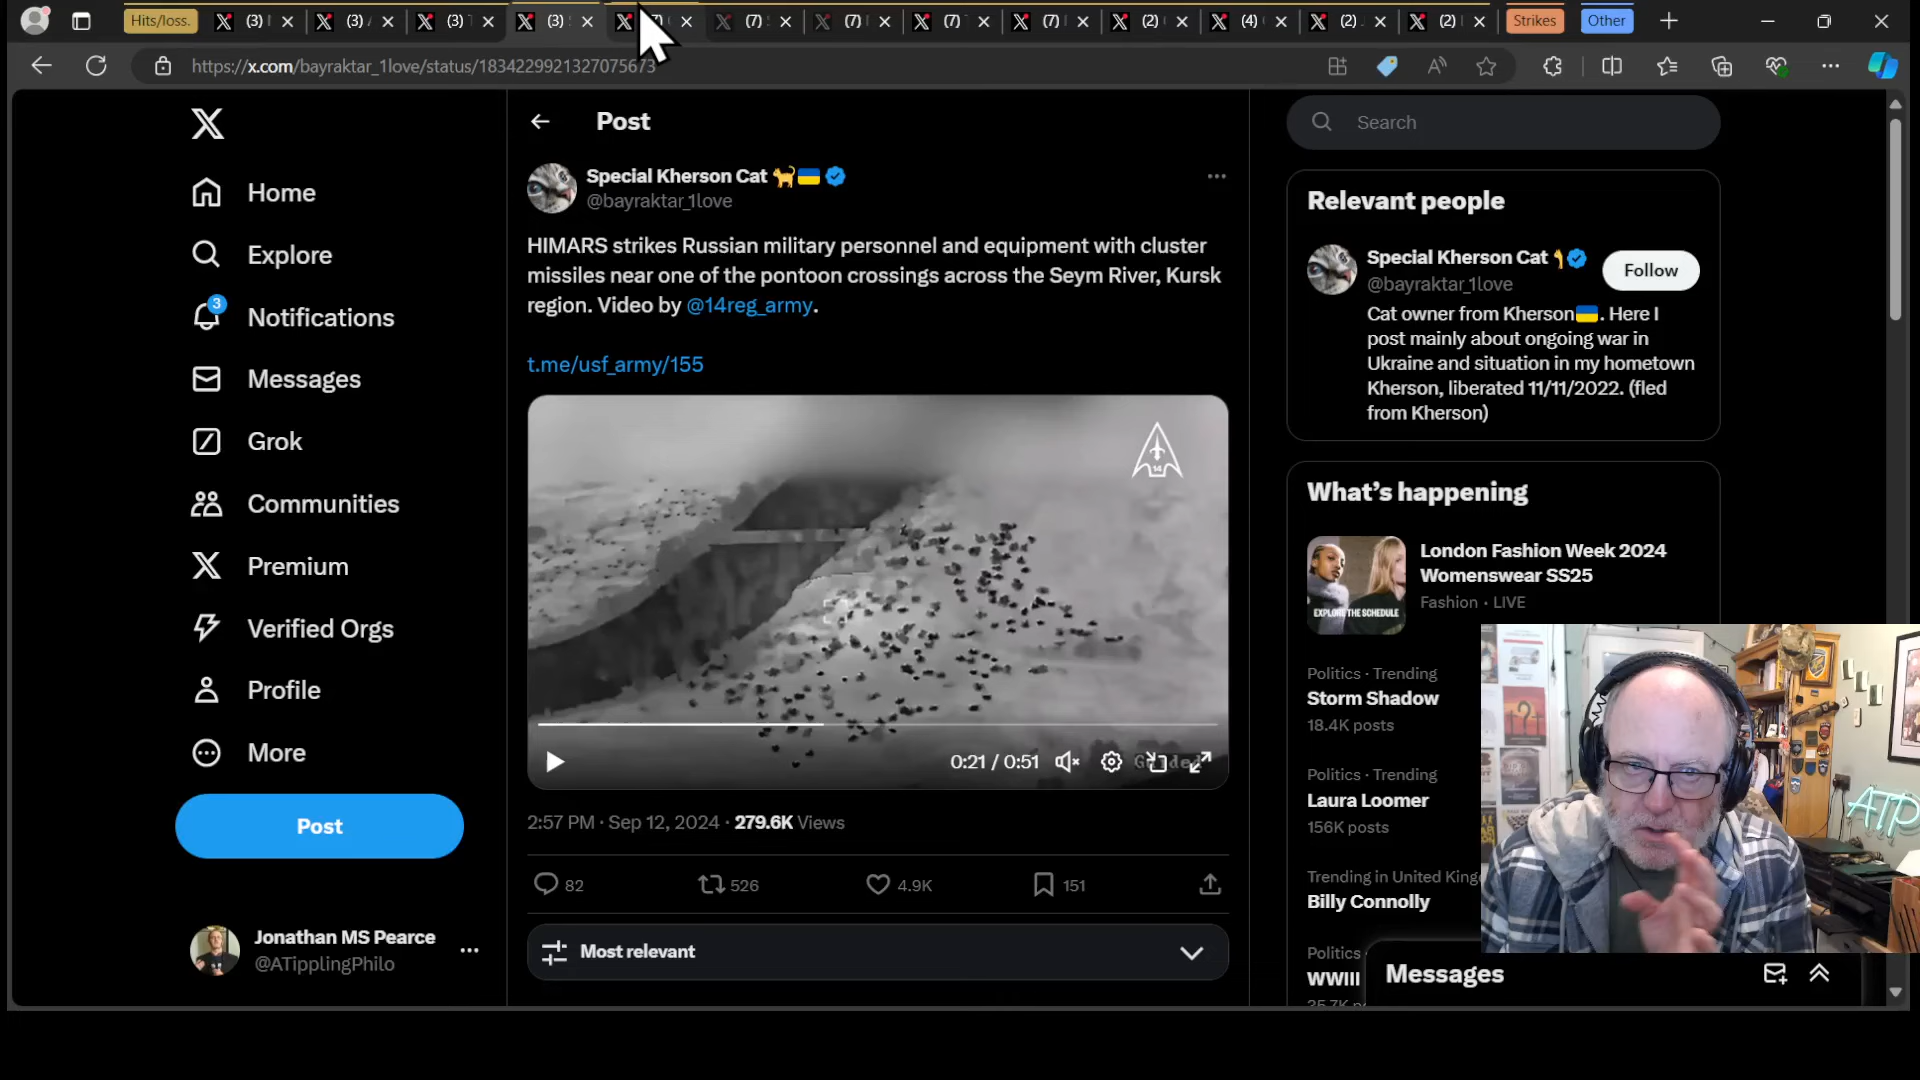 Hits/loss.
(3)
(3)
(3)
(3)
(7)
(7)
(7)
(7)
(2)
(4)
(2)
(2)
Strikes
Other
https://x.com/bayraktar_1love/status/1834229921327075673
Home
Explore
3
Notifications
Messages
Grok
Communities
Premium
Verified Orgs
Profile
More
Post
Jonathan MS Pearce
@ATipplingPhilo
Post
Special Kherson Cat
@bayraktar_1love
HIMARS strikes Russian military personnel and equipment with cluster
missiles near one of the pontoon crossings across the Seym River, Kursk
region. Video by @14reg_army.
t.me/usf_army/155
14
0:21 / 0:51
2:57 PM · Sep 12, 2024 · 279.6K Views
82
526
4.9K
151
Most relevant
Search
Relevant people
Special Kherson Cat
@bayraktar_1love
Follow
Cat owner from Kherson. Here I
post mainly about ongoing war in
Ukraine and situation in my hometown
Kherson, liberated 11/11/2022. (fled
from Kherson)
What's happening
London Fashion Week 2024
Womenswear SS25
Fashion · LIVE
EXPLORE THE SCHEDULE
Politics · Trending
Storm Shadow
18.4K posts
Politics · Trending
Laura Loomer
156K posts
Trending in United King
Billy Connolly
Politics
WWIII
Messages
ATP